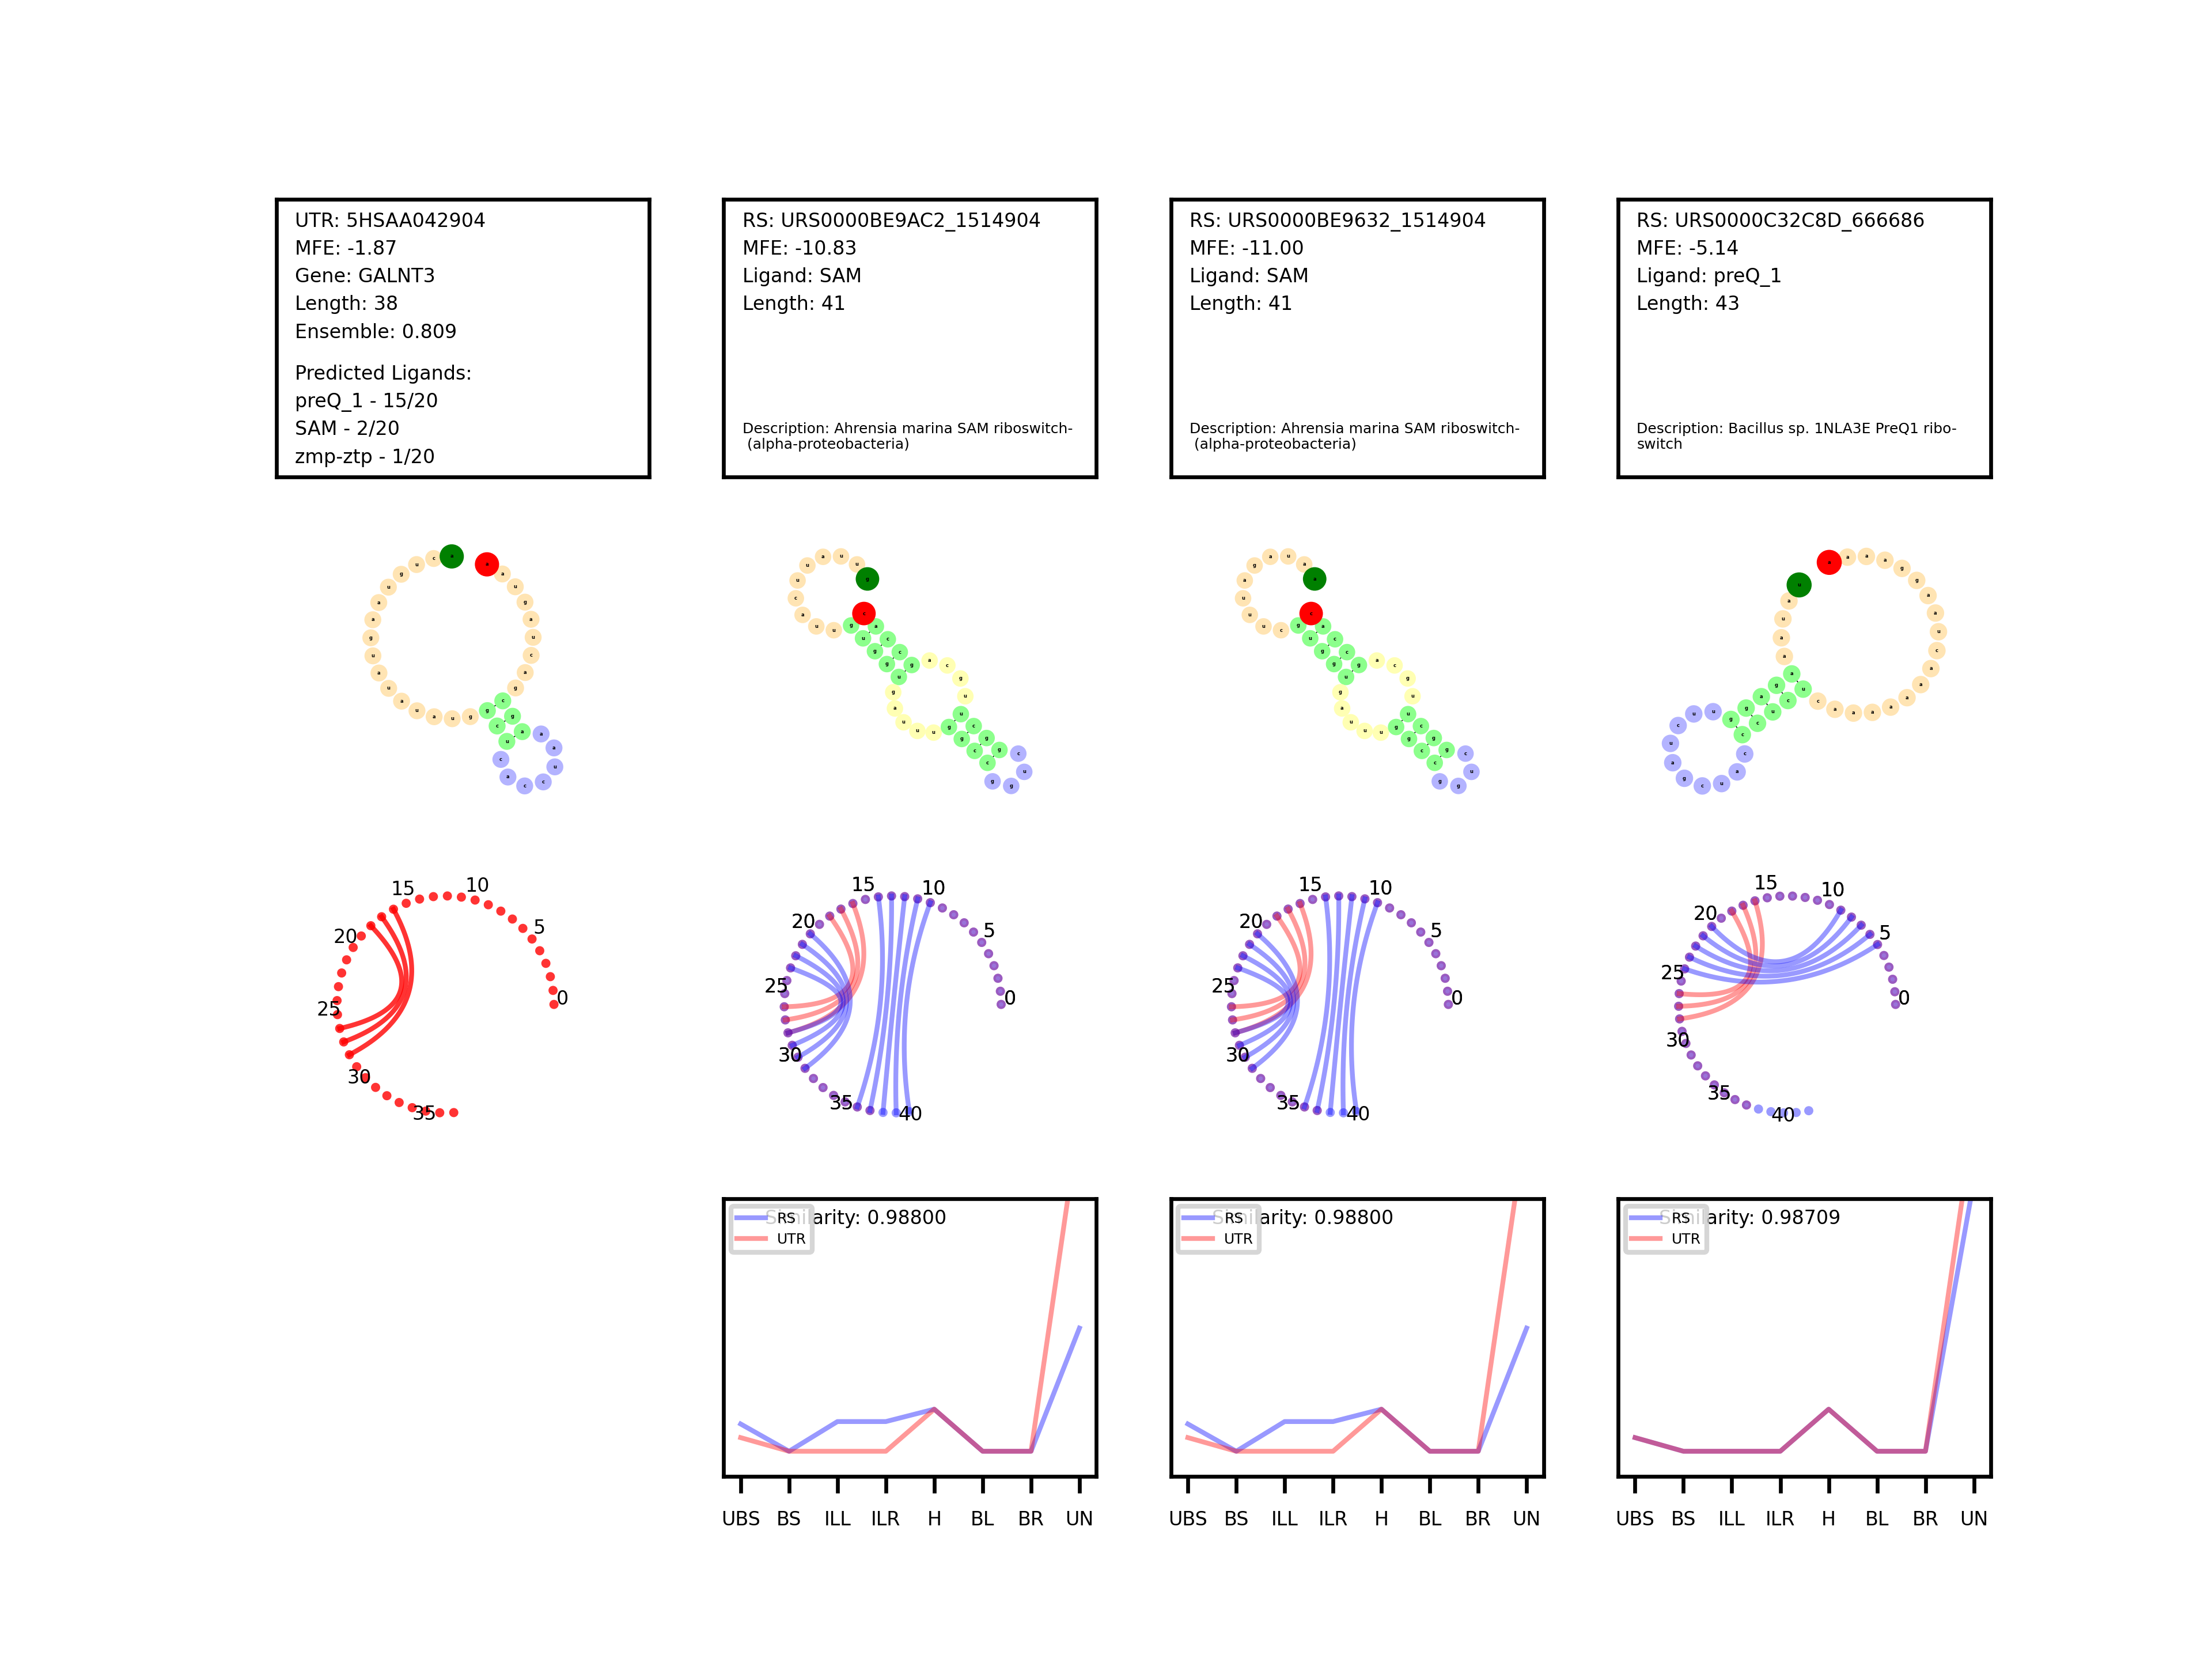 UTR: 5HSAA042904
MFE: -1.87
Gene: GALNT3
Length: 38
Ensemble: 0.809
Predicted Ligands:
preQ_1 - 15/20
SAM - 2/20
zmp-ztp - 1/20
RS: URS0000BE9AC2_1514904
MFE: -10.83
Ligand: SAM
Length: 41
Description: Ahrensia marina SAM riboswitch-
(alpha-proteobacteria)
RS: URS0000BE9632_1514904
MFE: -11.00
Ligand: SAM
Length: 41
Description: Ahrensia marina SAM riboswitch-
(alpha-proteobacteria)
RS: URS0000C32C8D_666686
MFE: -5.14
Ligand: preQ_1
Length: 43
Description: Bacillus sp. 1NLA3E PreQ1 ribo-
switch
0
5
10
15
20
25
30
35
0
5
10
15
20
25
30
35
40
0
5
10
15
20
25
30
35
40
0
5
10
15
20
25
30
35
40
Similarity: 0.98800
RS
UTR
UBS BS ILL ILR H BL BR UN
Similarity: 0.98800
RS
UTR
UBS BS ILL ILR H BL BR UN
Similarity: 0.98709
RS
UTR
UBS BS ILL ILR H BL BR UN